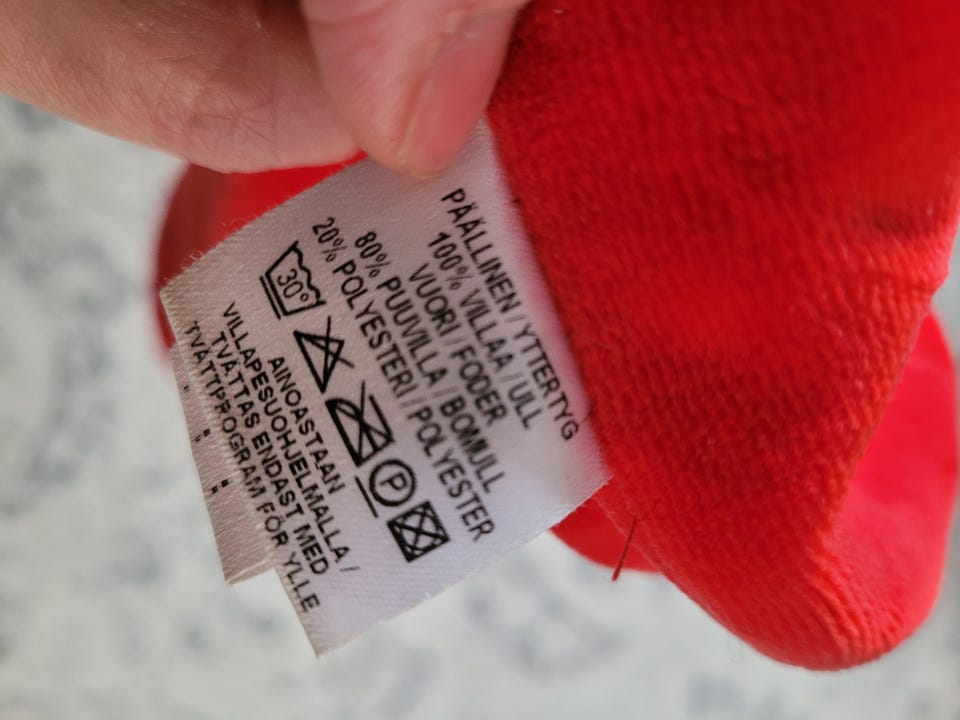 PÄÄLLINEN / YTTERTYG
100% VILLAA / ULL
VUORI / FODER
80% PUUVILLA / BOMULL
20% POLYESTERI / POLYESTER
30° P
AINOASTAAN
VILLAPESUOHJELMALLA /
TVÄTTAS ENDAST MED
TVÄTTPROGRAM FÖR YLLE